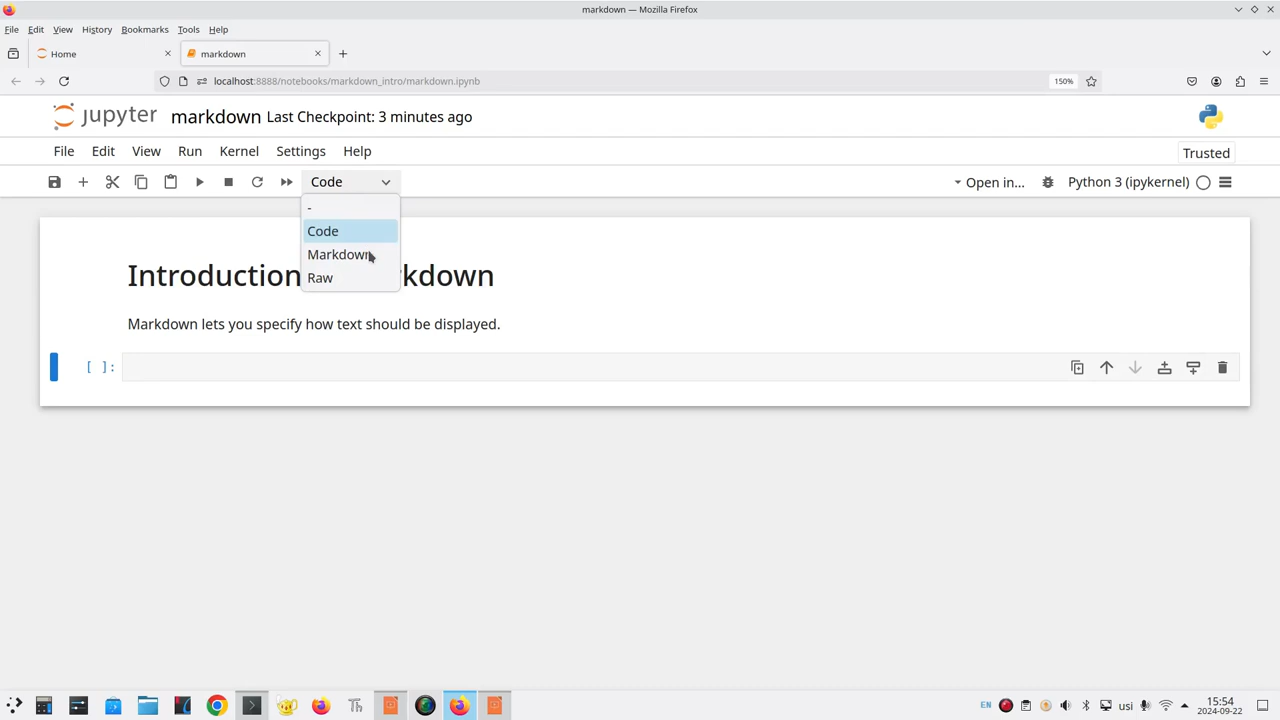 markdown — Mozilla Firefox
File Edit View History Bookmarks Tools Help
Home markdown
localhost:8888/notebooks/markdown_intro/markdown.ipynb 150%
jupyter markdown Last Checkpoint: 3 minutes ago
File Edit View Run Kernel Settings Help Trusted
Code Open in... Python 3 (ipykernel)
-
Code
Markdown
Raw
Introduction rkdown
Markdown lets you specify how text should be displayed.
[ ]:
EN usi 15:54
2024-09-22